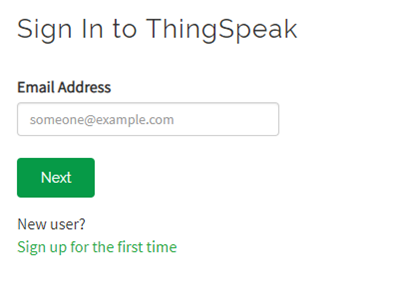 Sign In to ThingSpeak
Email Address
someone@example.com
Next
New user?
Sign up for the first time